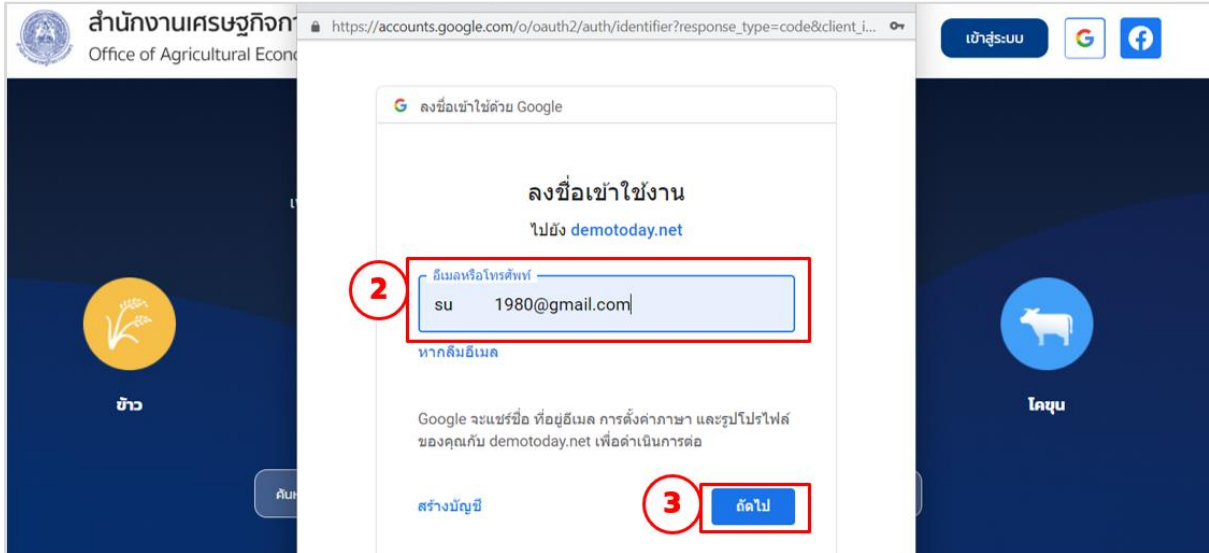 สำนักงานเศรษฐกิจกา
Office of Agricultural Econo
https://accounts.google.com/o/oauth2/auth/identifier?response_type=code&client_i...
เข้าสู่ระบบ
G ลงชื่อเข้าใช้ด้วย Google
ลงชื่อเข้าใช้งาน
ไปยัง demotoday.net
2
อีเมลหรือโทรศัพท์
su 1980@gmail.com
หากลืมอีเมล
ข้าว
โคขุน
Google จะแชร์ชื่อ ที่อยู่อีเมล การตั้งค่าภาษา และรูปโปรไฟล์
ของคุณกับ demotoday.net เพื่อดำเนินการต่อ
สร้างบัญชี
3
ถัดไป